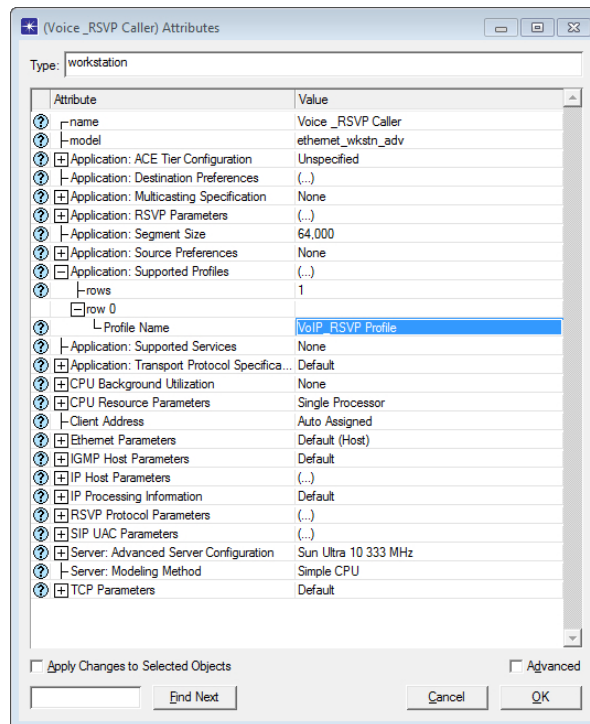 (Voice _RSVP Caller) Attributes
Type: workstation
Attribute Value
name Voice _RSVP Caller
model ethernet_wkstn_adv
Application: ACE Tier Configuration Unspecified
Application: Destination Preferences (...)
Application: Multicasting Specification None
Application: RSVP Parameters (...)
Application: Segment Size 64,000
Application: Source Preferences None
Application: Supported Profiles (...)
rows 1
row 0
Profile Name VoIP_RSVP Profile
Application: Supported Services None
Application: Transport Protocol Specifica... Default
CPU Background Utilization None
CPU Resource Parameters Single Processor
Client Address Auto Assigned
Ethernet Parameters Default (Host)
IGMP Host Parameters Default
IP Host Parameters (...)
IP Processing Information Default
RSVP Protocol Parameters (...)
SIP UAC Parameters (...)
Server: Advanced Server Configuration Sun Ultra 10 333 MHz
Server: Modeling Method Simple CPU
TCP Parameters Default
Apply Changes to Selected Objects Advanced
Find Next Cancel OK